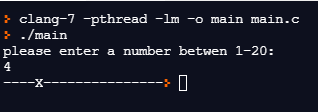 > clang-7 -pthread -lm -o main main.c
> ./main
please enter a number betwen 1-20:
4
----X--------------->